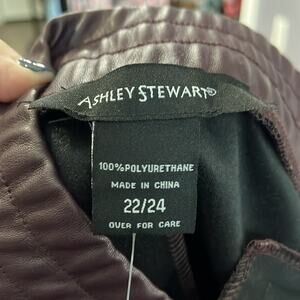 ASHLEY STEWART®
100% POLYURETHANE
MADE IN CHINA
22/24
OVER FOR CARE